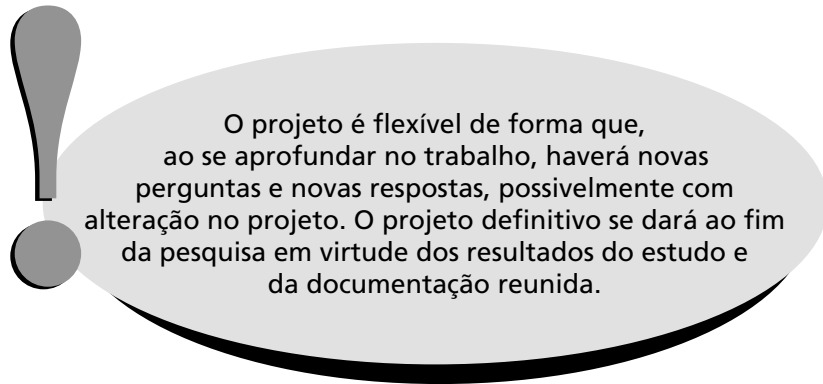 O projeto é flexível de forma que,
ao se aprofundar no trabalho, haverá novas
perguntas e novas respostas, possivelmente com
alteração no projeto. O projeto definitivo se dará ao fim
da pesquisa em virtude dos resultados do estudo e
da documentação reunida.